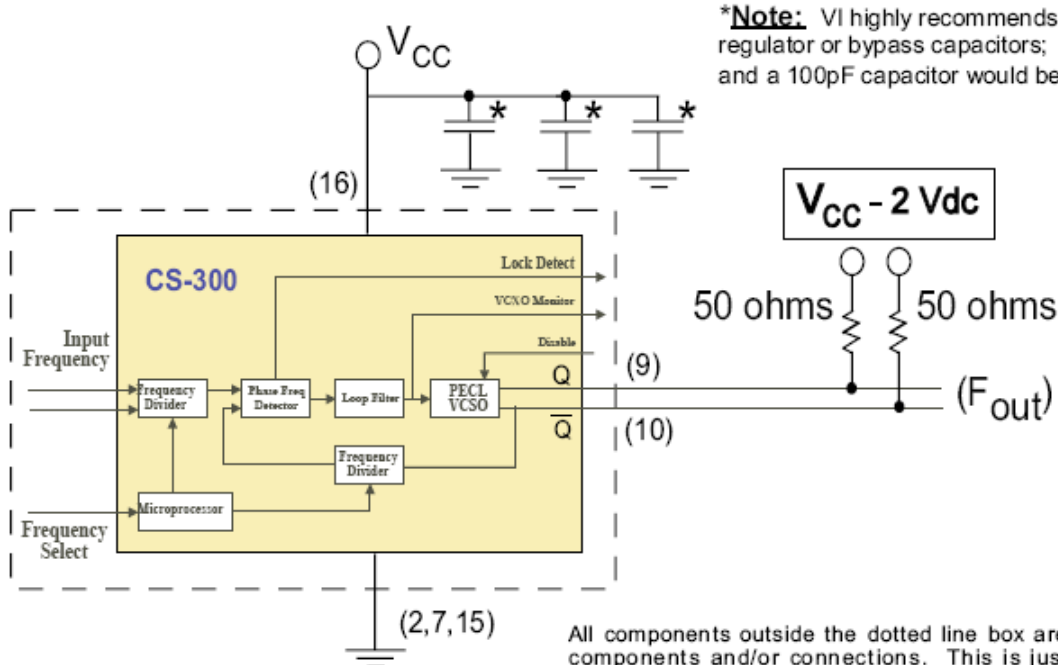 *Note: VI highly recommends
regulator or bypass capacitors;
and a 100pF capacitor would be
VCC
* * *
(16)
VCC - 2 Vdc
50 ohms
50 ohms
CS-300
Lock Detect
VCXO Monitor
Disable
Input
Frequency
Frequency
Divider
Phase Freq
Detector
Loop Filter
PECL
VCSO
Q
(9)
(Fout)
Q
(10)
Frequency
Divider
Microprocessor
Frequency
Select
(2,7,15)
All components outside the dotted line box are
components and/or connections. This is jus